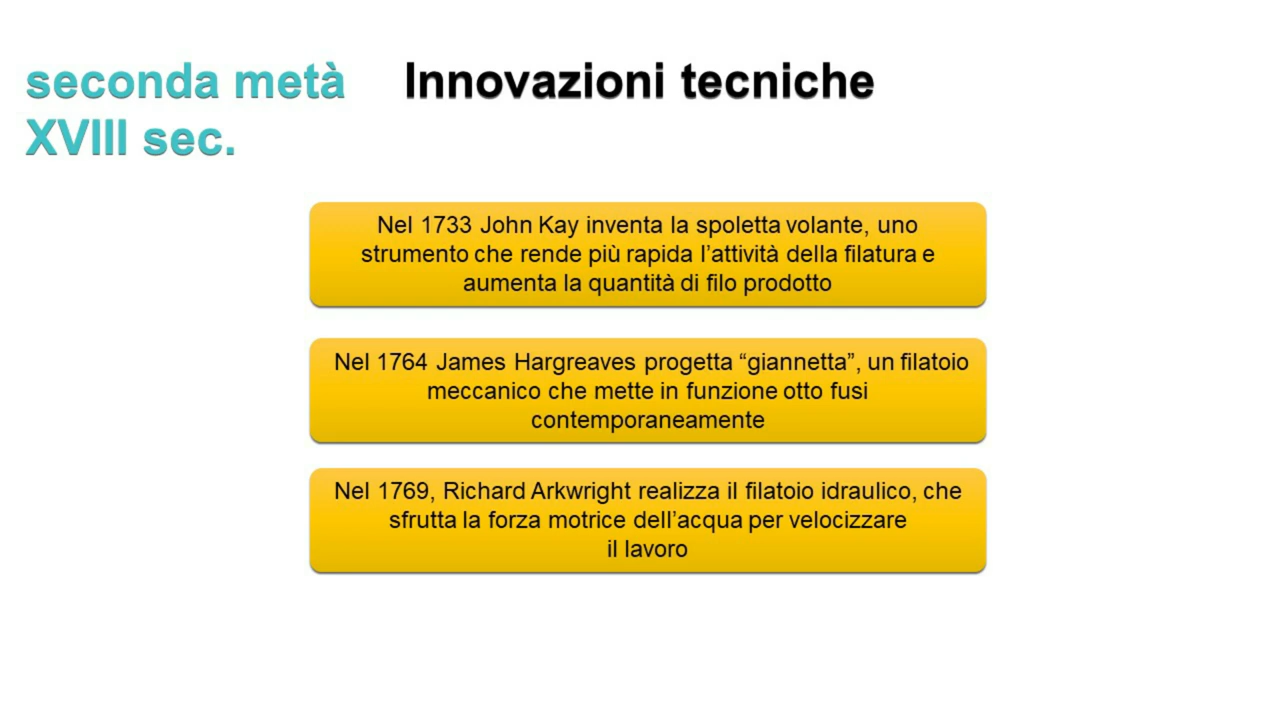 seconda metà
XVIII sec.
Innovazioni tecniche
Nel 1733 John Kay inventa la spoletta volante, uno
strumento che rende più rapida l’attività della filatura e
aumenta la quantità di filo prodotto
Nel 1764 James Hargreaves progetta “giannetta”, un filatoio
meccanico che mette in funzione otto fusi
contemporaneamente
Nel 1769, Richard Arkwright realizza il filatoio idraulico, che
sfrutta la forza motrice dell’acqua per velocizzare
il lavoro